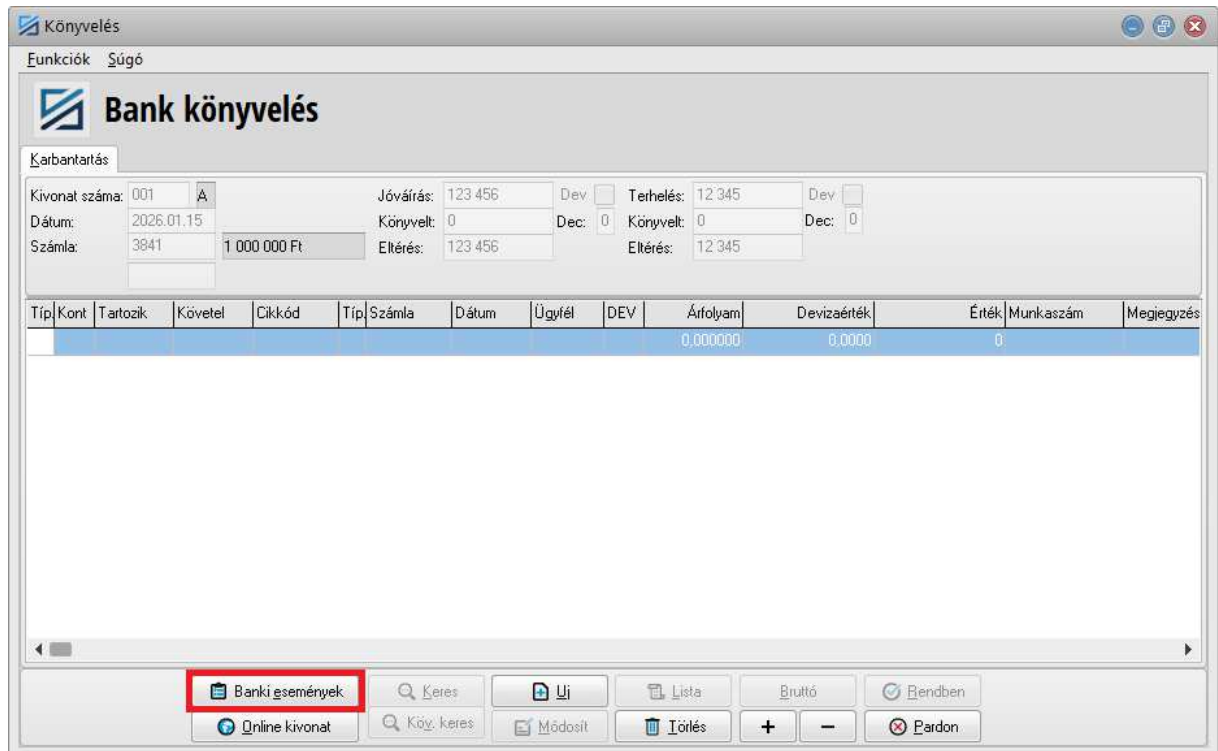 Könyvelés
Funkciók Súgó
Bank könyvelés
Karbantartás
Kivonat száma: 001 A Jóváírás: 123 456 Dev Terhelés: 12 345 Dev
Dátum: 2026.01.15 Könyvelt: 0 Dec: 0 Könyvelt: 0 Dec: 0
Számla: 3841 1 000 000 Ft Eltérés: 123 456 Eltérés: 12 345
Típ. Kont Tartozik Követel Cikkód Típ. Számla Dátum Ügyfél DEV Árfolyam Devizaérték Érték Munkaszám Megjegyzés
0,000000 0,0000 0
Banki események Keres Uj Lista Bruttó Rendben
Online kivonat Köv. keres Módosít Törlés + − Pardon